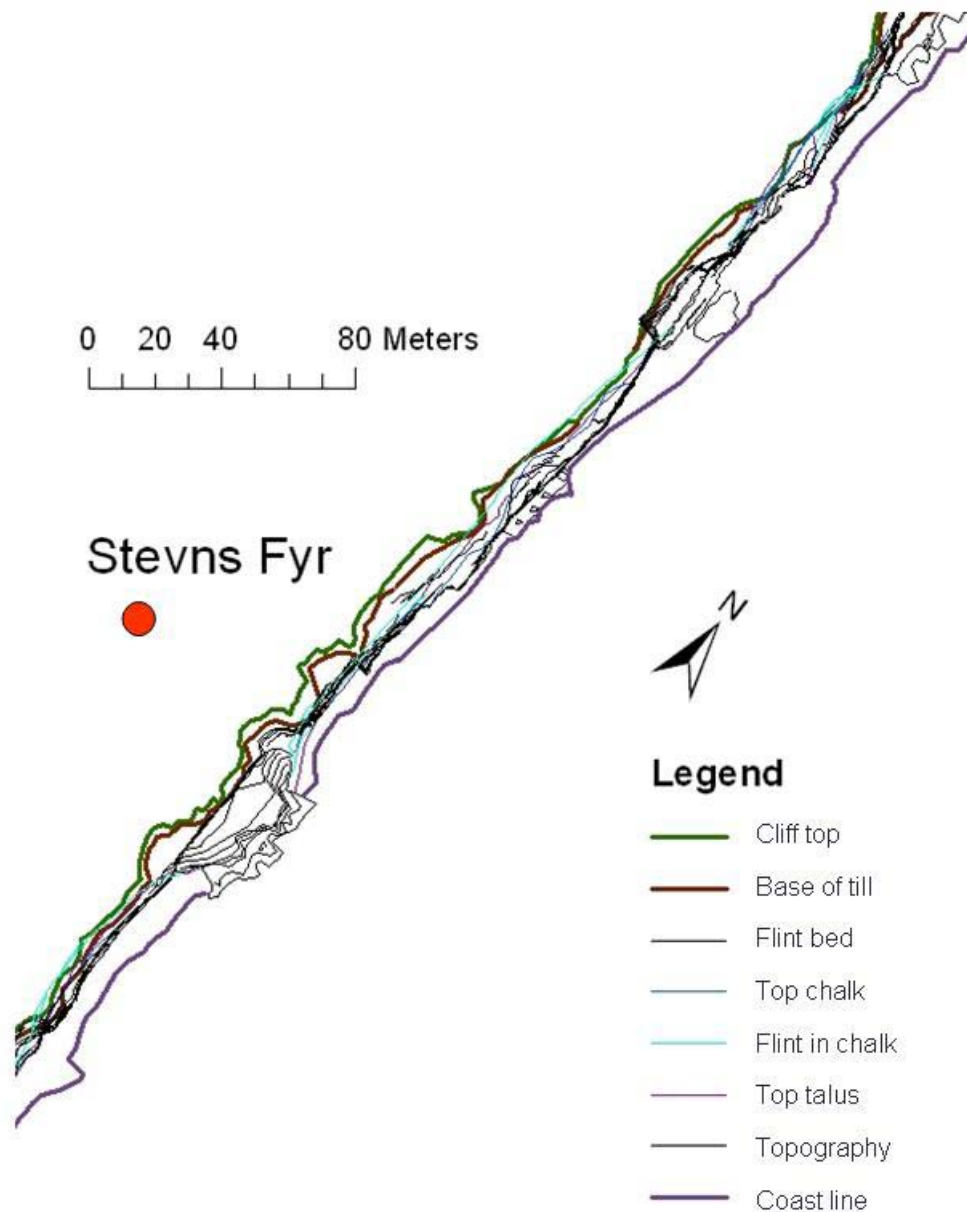 0 20 40 80 Meters
Stevns Fyr
N
Legend
Cliff top
Base of till
Flint bed
Top chalk
Flint in chalk
Top talus
Topography
Coast line